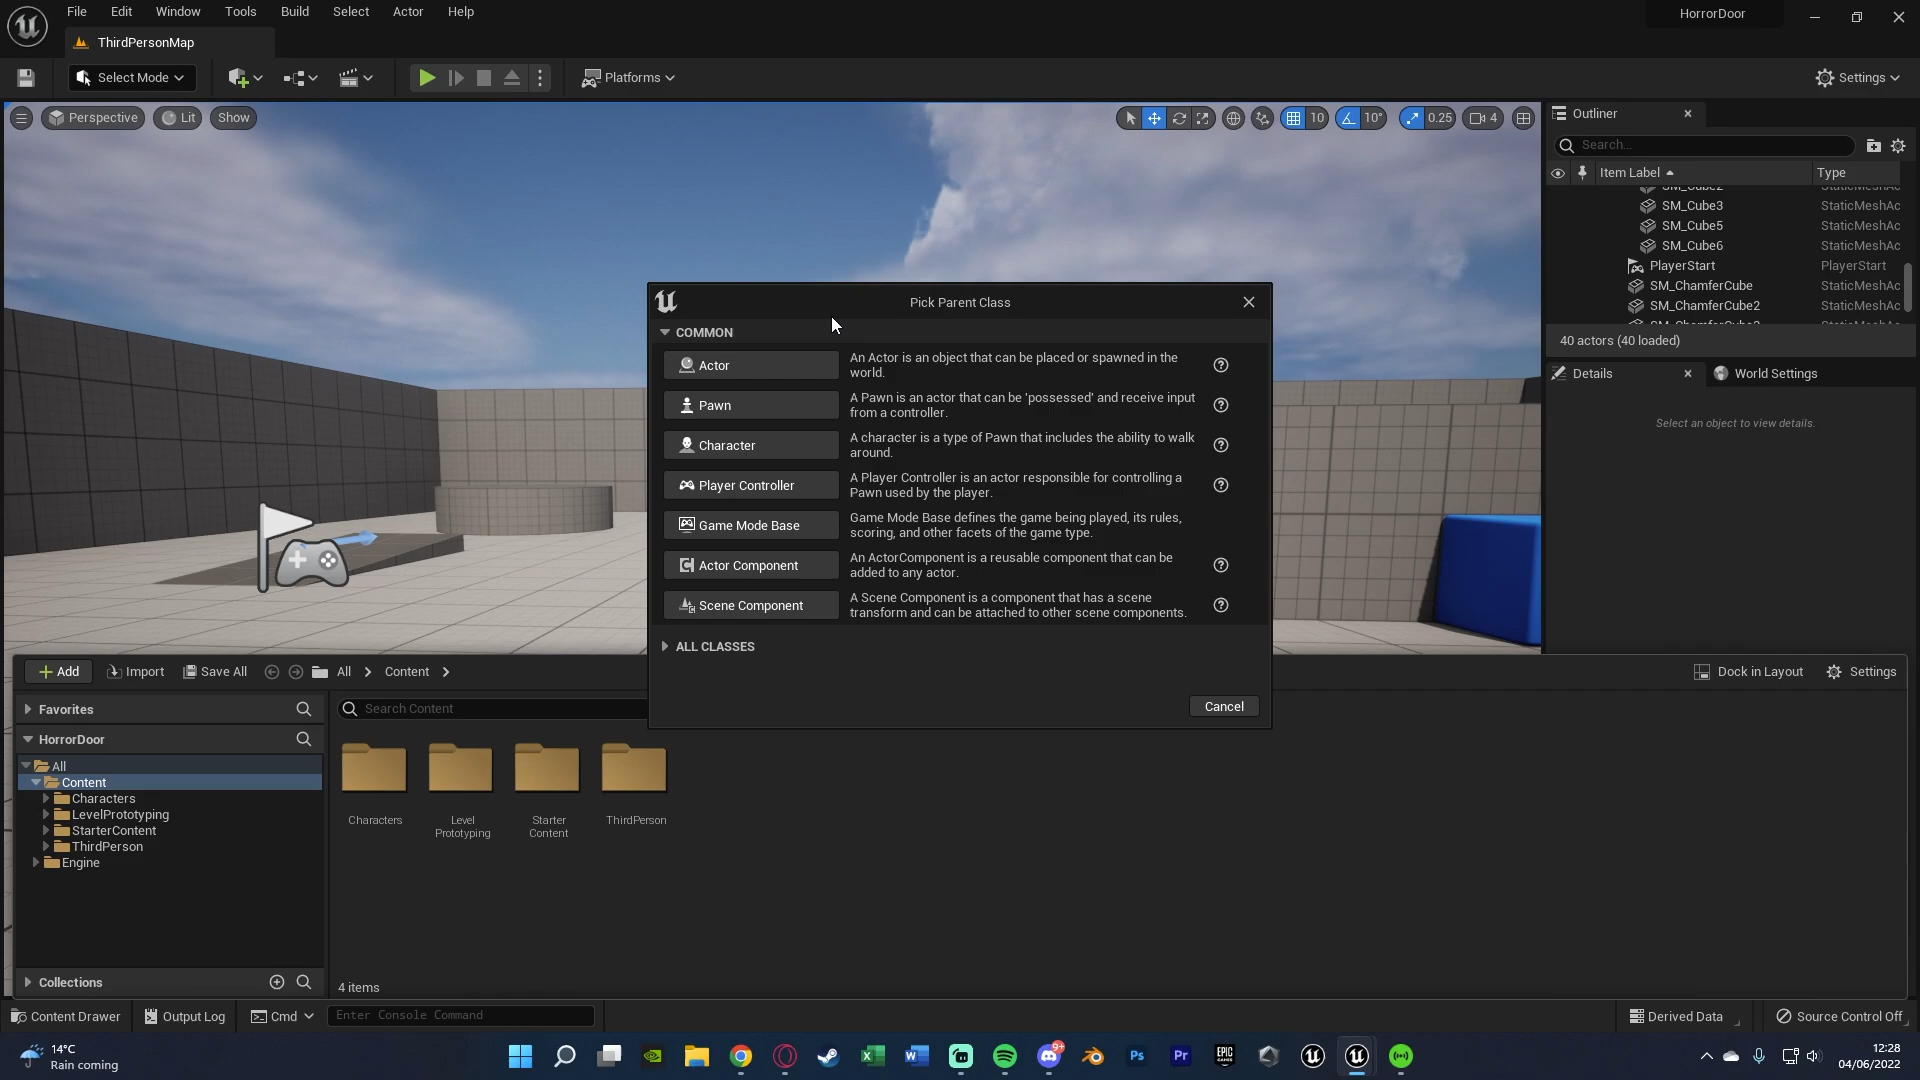 File Edit Window Tools Build Select Actor Help
HorrorDoor
ThirdPersonMap
Select Mode
Platforms
Settings
Perspective
Lit
Show
10
10°
0.25
4
Outliner
Search...
Item Label
Type
SM_Cube2
StaticMeshAc
SM_Cube3
StaticMeshAc
SM_Cube5
StaticMeshAc
SM_Cube6
StaticMeshAc
PlayerStart
PlayerStart
SM_ChamferCube
StaticMeshAc
SM_ChamferCube2
StaticMeshAc
40 actors (40 loaded)
Details
World Settings
Select an object to view details.
Pick Parent Class
COMMON
Actor
An Actor is an object that can be placed or spawned in the
world.
Pawn
A Pawn is an actor that can be 'possessed' and receive input
from a controller.
Character
A character is a type of Pawn that includes the ability to walk
around.
Player Controller
A Player Controller is an actor responsible for controlling a
Pawn used by the player.
Game Mode Base
Game Mode Base defines the game being played, its rules,
scoring, and other facets of the game type.
Actor Component
An ActorComponent is a reusable component that can be
added to any actor.
Scene Component
A Scene Component is a component that has a scene
transform and can be attached to other scene components.
ALL CLASSES
Cancel
Add
Import
Save All
All
Content
Dock in Layout
Settings
Favorites
Search Content
HorrorDoor
All
Content
Characters
LevelPrototyping
StarterContent
ThirdPerson
Engine
Characters
Level
Prototyping
Starter
Content
ThirdPerson
Collections
4 items
Content Drawer
Output Log
Cmd
Enter Console Command
Derived Data
Source Control Off
14°C
Rain coming
X
W
9+
Ps
Pr
EPIC
12:28
04/06/2022